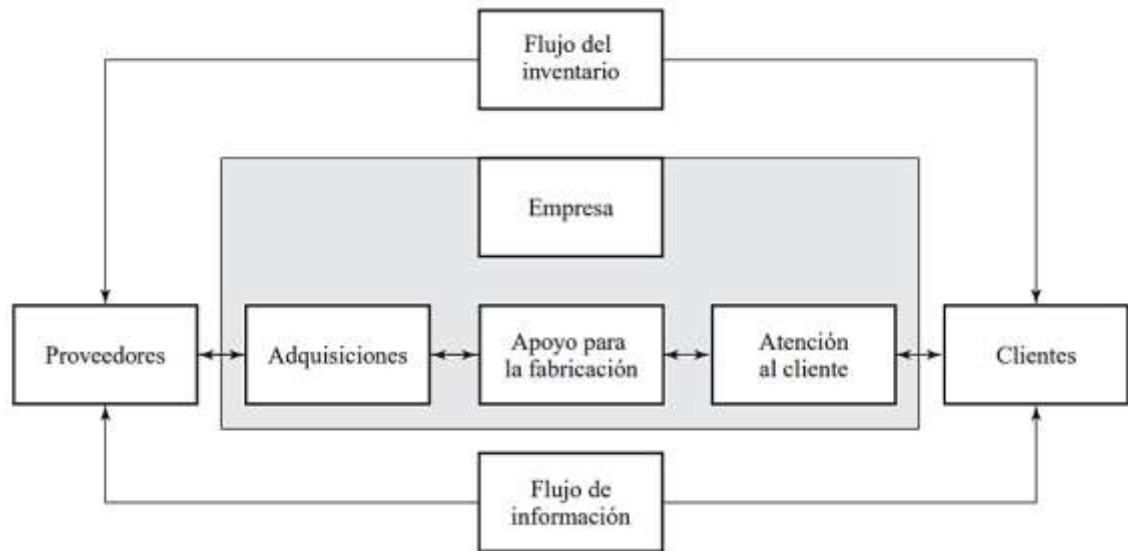 Flujo del
inventario
Empresa
Proveedores
Adquisiciones
Apoyo para
la fabricación
Atención
al cliente
Clientes
Flujo de
información